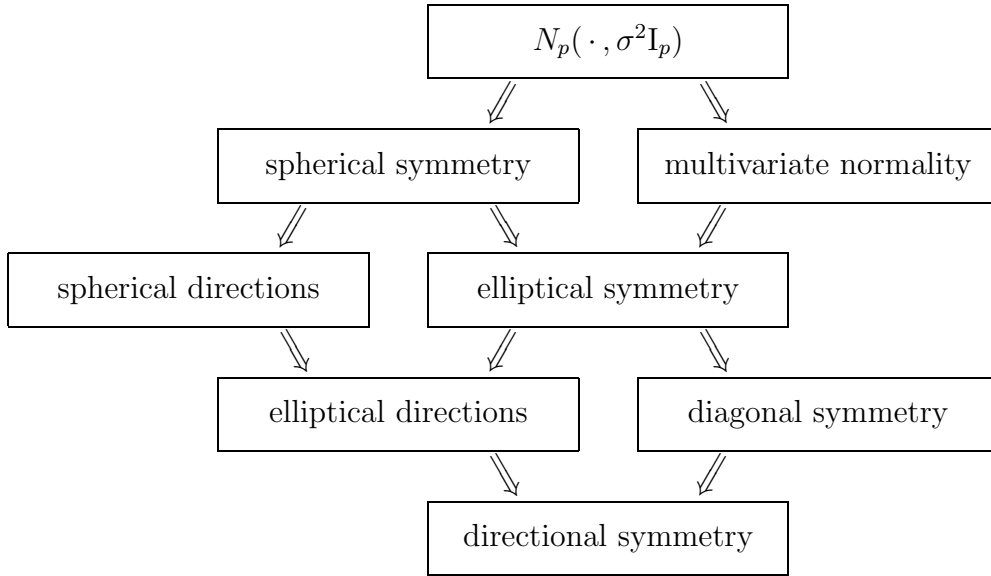 N_p( · , σ²I_p)
spherical symmetry
multivariate normality
spherical directions
elliptical symmetry
elliptical directions
diagonal symmetry
directional symmetry